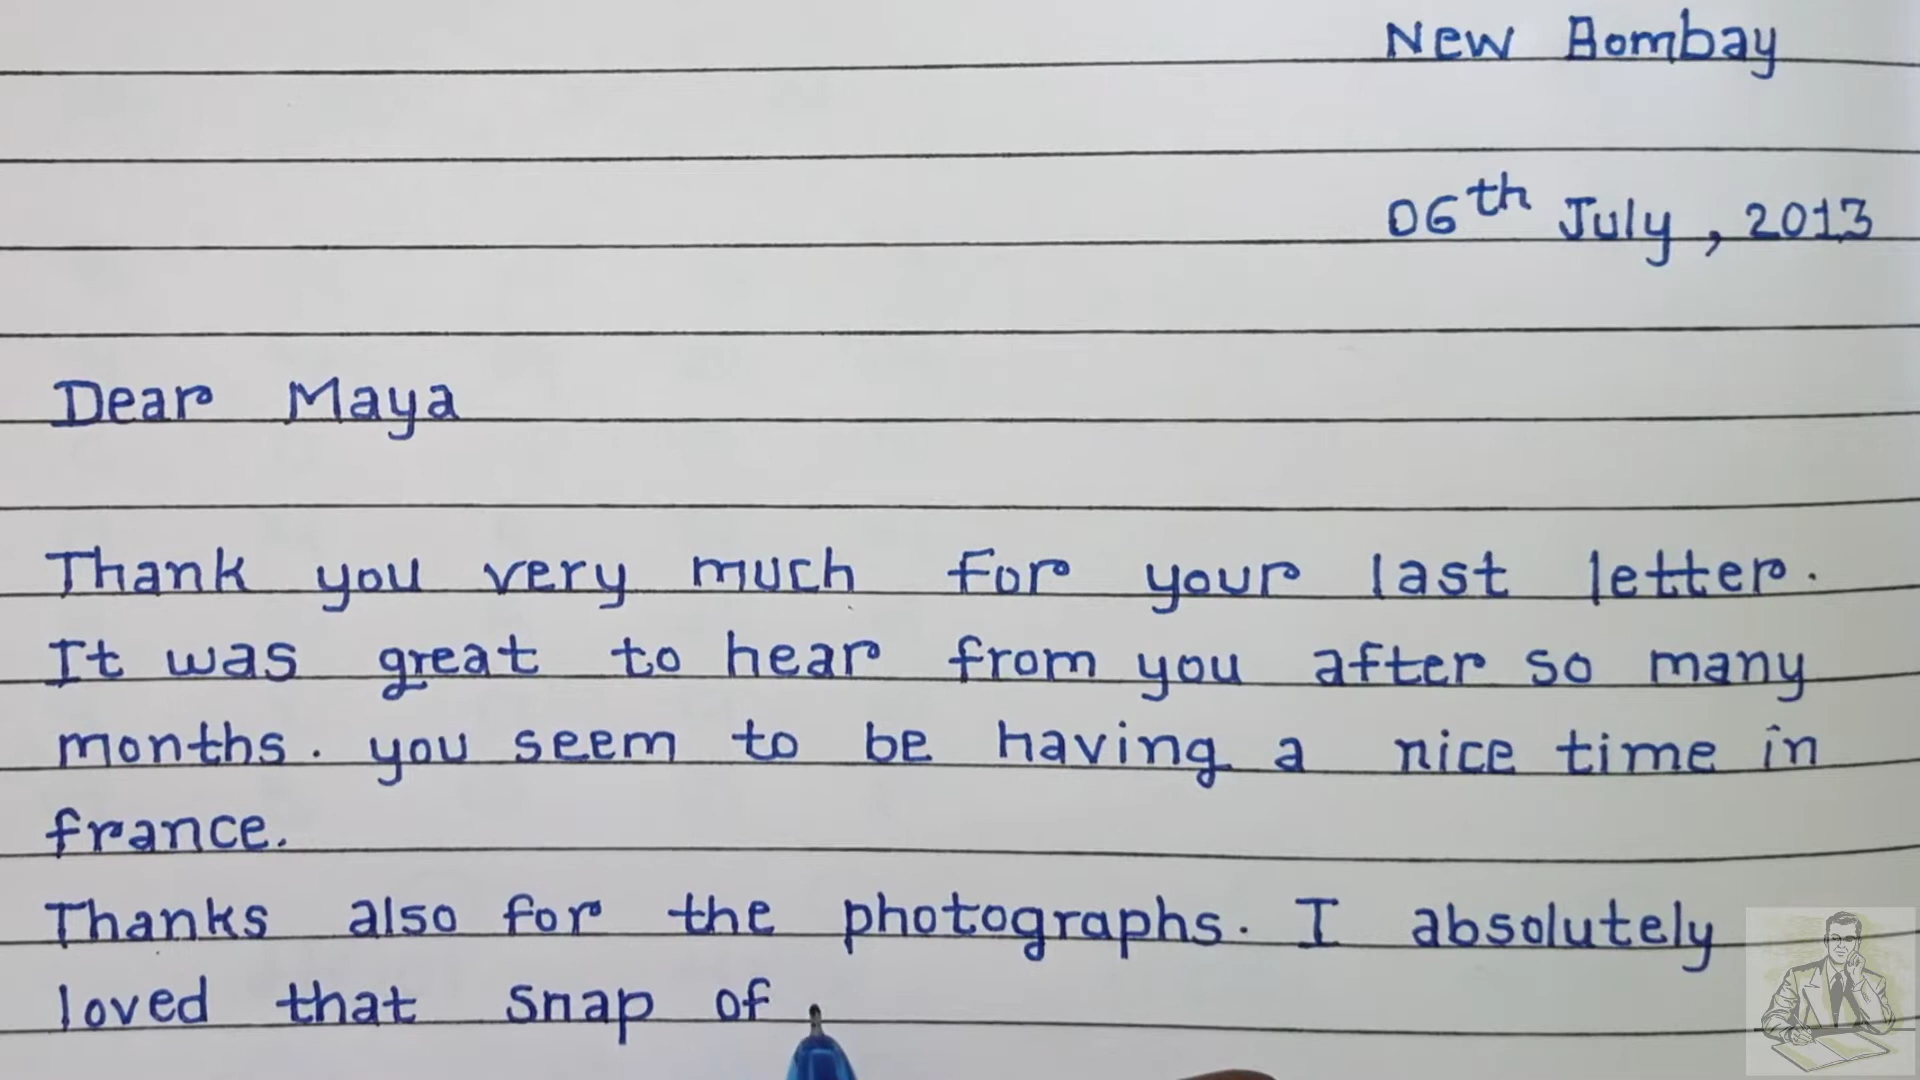 New Bombay
06th July, 2013
Dear Maya
Thank you very much for your last letter.
It was great to hear from you after so many
months. you seem to be having a nice time in
france.
Thanks also for the photographs. I absolutely
loved that snap of